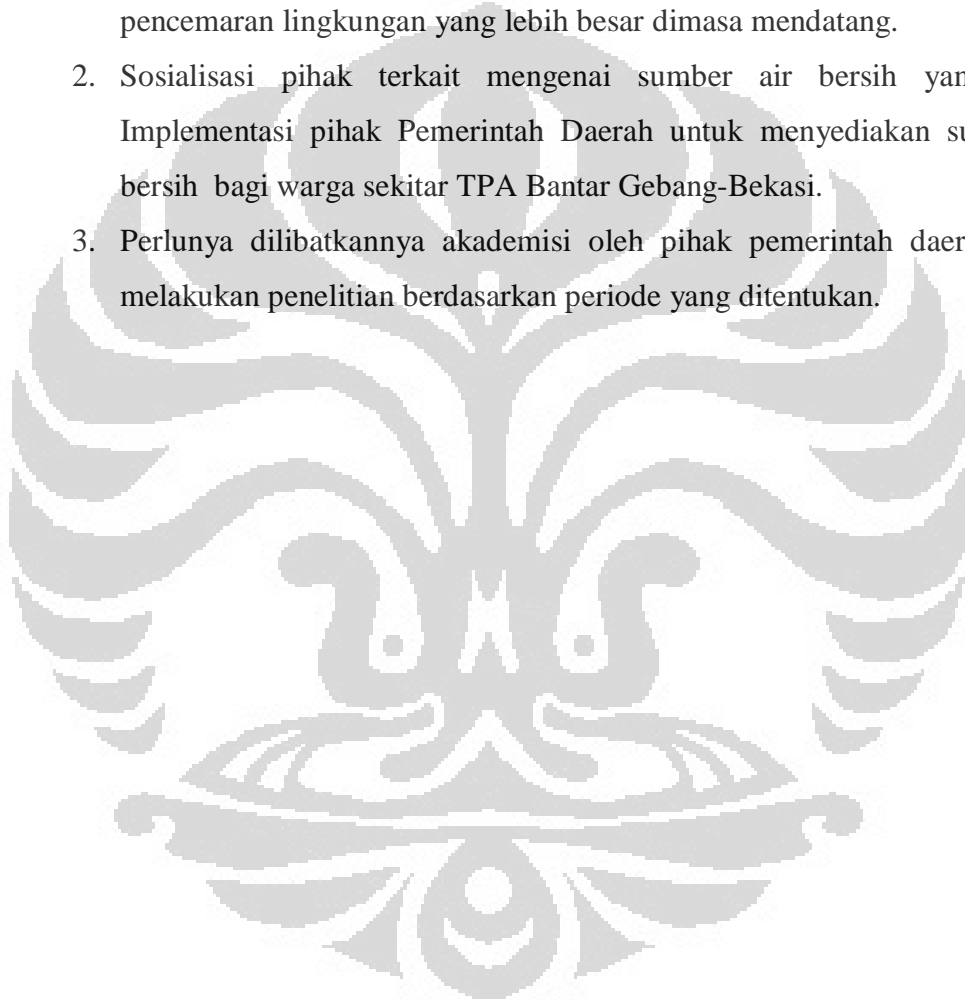 pencemaran lingkungan yang lebih besar dimasa mendatang.
2. Sosialisasi pihak terkait mengenai sumber air bersih yan
Implementasi pihak Pemerintah Daerah untuk menyediakan su
bersih bagi warga sekitar TPA Bantar Gebang-Bekasi.
3. Perlunya dilibatkannya akademisi oleh pihak pemerintah daer
melakukan penelitian berdasarkan periode yang ditentukan.